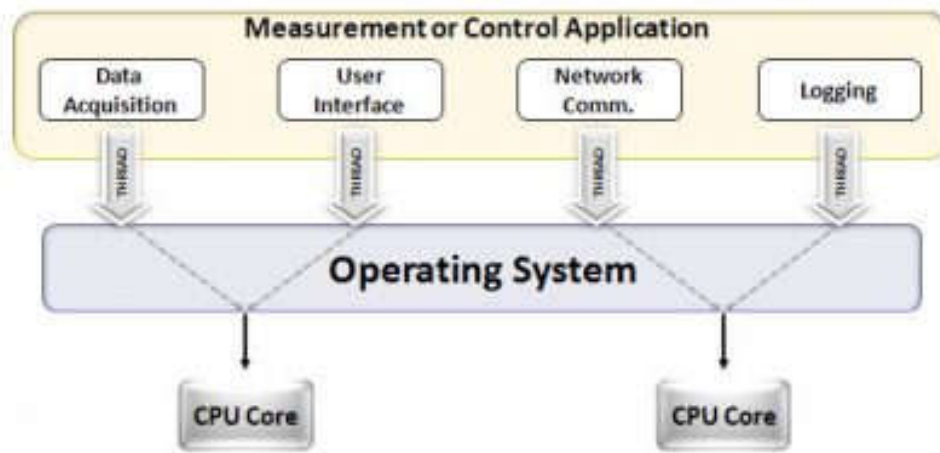 Measurement or Control Application
Data
Acquisition
User
Interface
Network
Comm.
Logging
THREAD
THREAD
THREAD
THREAD
Operating System
CPU Core
CPU Core